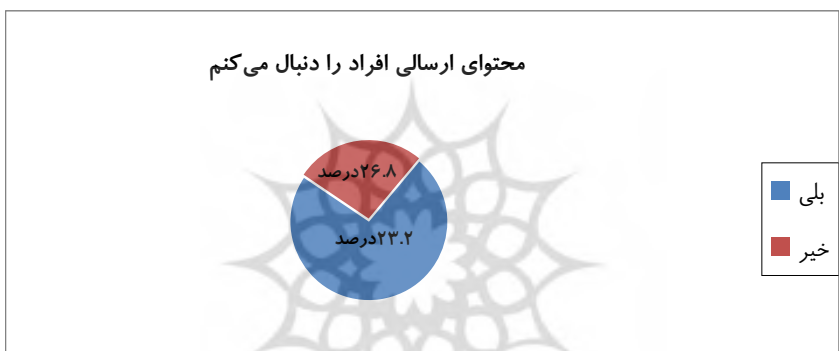 محتوای ارسالی افراد را دنبال می‌کنم
۲۶.۸درصد
۲۳.۲درصد
بلی
خیر